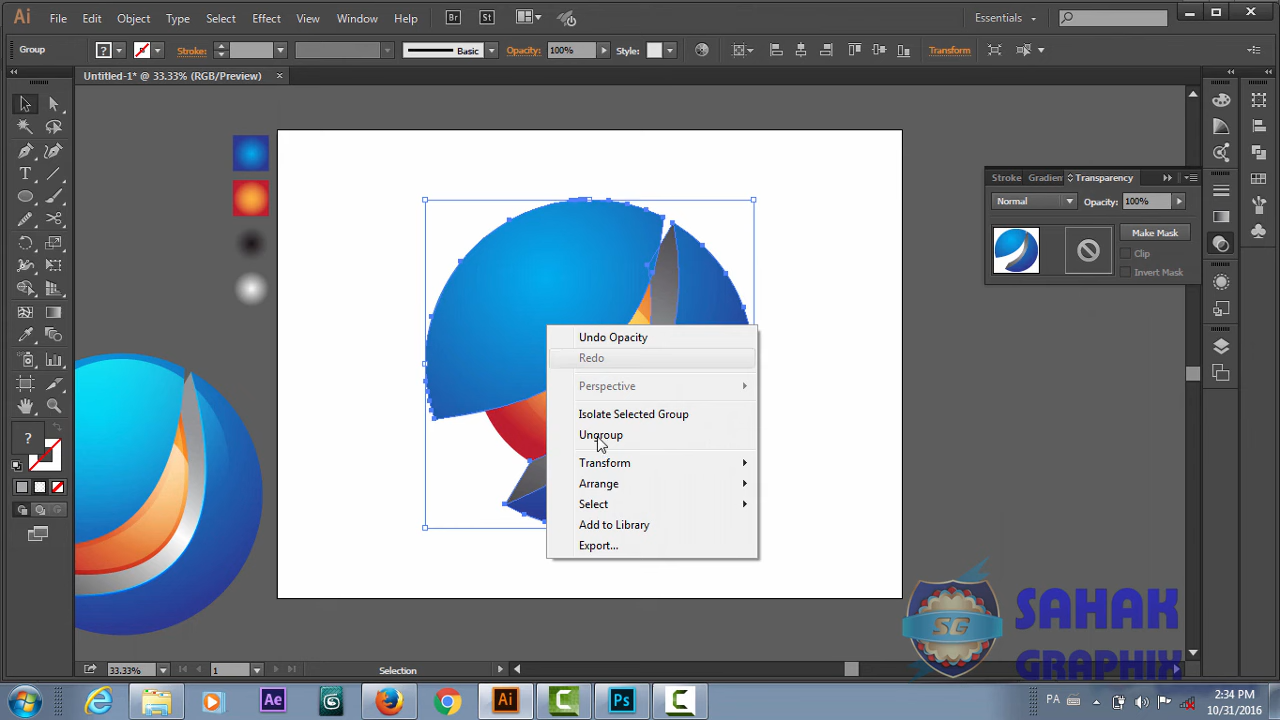 Ai File Edit Object Type Select Effect View Window Help Br St Essentials
Group ? Stroke: Basic Opacity: 100% Style: Transform
Untitled-1* @ 33.33% (RGB/Preview)
Stroke Gradien Transparency
Normal Opacity: 100%
Make Mask
Clip
Invert Mask
Undo Opacity
Redo
Perspective
Isolate Selected Group
Ungroup
Transform
Arrange
Select
Add to Library
Export...
T
?
SG
SAHAK
GRAPHIX
33.33% 1 Selection
Ae Ai Ps PA
2:34 PM
10/31/2016